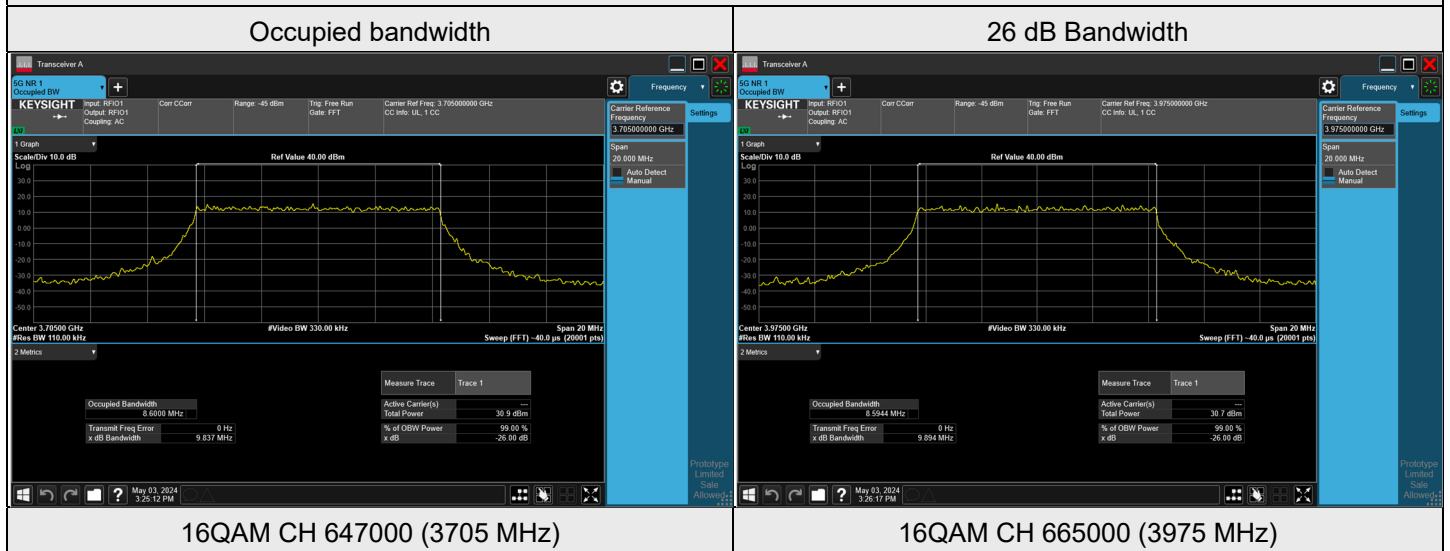 Occupied bandwidth
26 dB Bandwidth
Transceiver A
5G NR 1
Occupied BW
+
Frequency
KEYSIGHT
LXI
Input: RFIO1
Output: RFIO1
Coupling: AC
Corr CCorr
Range: -45 dBm
Trig: Free Run
Gate: FFT
Carrier Ref Freq: 3.705000000 GHz
CC Info: UL, 1 CC
Carrier Reference
Frequency
3.705000000 GHz
Settings
Span
20.000 MHz
Auto Detect
Manual
1 Graph
Scale/Div 10.0 dB
Ref Value 40.00 dBm
Log
30.0
20.0
10.0
0.00
-10.0
-20.0
-30.0
-40.0
-50.0
Center 3.70500 GHz
#Video BW 330.00 kHz
Span 20 MHz
#Res BW 110.00 kHz
Sweep (FFT) ~40.0 µs (20001 pts)
2 Metrics
Measure Trace Trace 1
Occupied Bandwidth
8.6000 MHz
Active Carrier(s) ---
Total Power 30.9 dBm
Transmit Freq Error 0 Hz
x dB Bandwidth 9.837 MHz
% of OBW Power 99.00 %
x dB -26.00 dB
Prototype
Limited
Sale
Allowed
?
May 03, 2024
3:25:12 PM
Transceiver A
5G NR 1
Occupied BW
+
Frequency
KEYSIGHT
LXI
Input: RFIO1
Output: RFIO1
Coupling: AC
Corr CCorr
Range: -45 dBm
Trig: Free Run
Gate: FFT
Carrier Ref Freq: 3.975000000 GHz
CC Info: UL, 1 CC
Carrier Reference
Frequency
3.975000000 GHz
Settings
Span
20.000 MHz
Auto Detect
Manual
1 Graph
Scale/Div 10.0 dB
Ref Value 40.00 dBm
Log
30.0
20.0
10.0
0.00
-10.0
-20.0
-30.0
-40.0
-50.0
Center 3.97500 GHz
#Video BW 330.00 kHz
Span 20 MHz
#Res BW 110.00 kHz
Sweep (FFT) ~40.0 µs (20001 pts)
2 Metrics
Measure Trace Trace 1
Occupied Bandwidth
8.5944 MHz
Active Carrier(s) ---
Total Power 30.7 dBm
Transmit Freq Error 0 Hz
x dB Bandwidth 9.894 MHz
% of OBW Power 99.00 %
x dB -26.00 dB
Prototype
Limited
Sale
Allowed
?
May 03, 2024
3:26:17 PM
16QAM CH 647000 (3705 MHz)
16QAM CH 665000 (3975 MHz)